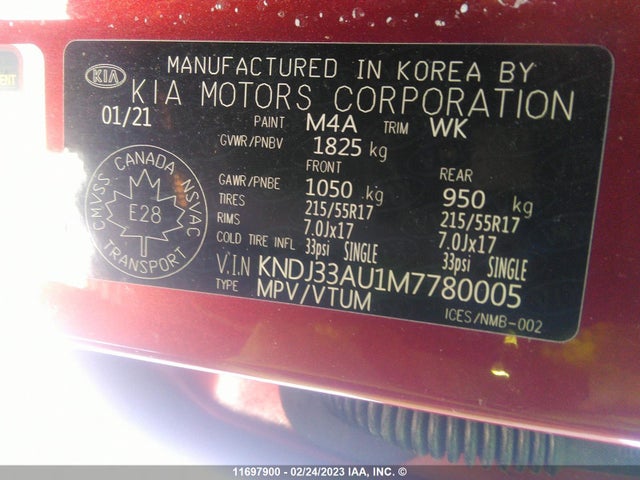 ENT
KIA
MANUFACTURED IN KOREA BY
KIA MOTORS CORPORATION
01/21 PAINT M4A TRIM WK
GVWR/PNBV 1825 kg
FRONT REAR
GAWR/PNBE 1050 .kg 950 kg
TIRES 215/55R17 215/55R17
RIMS 7.0Jx17 7.0Jx17
COLD TIRE INFL 33psi SINGLE 33psi SINGLE
V.I.N KNDJ33AU1M7780005
TYPE MPV/VTUM
ICES/NMB-002
CMVSS CANADA NSVAC
E28
TRANSPORT
11697900 - 02/24/2023 IAA, INC. ©